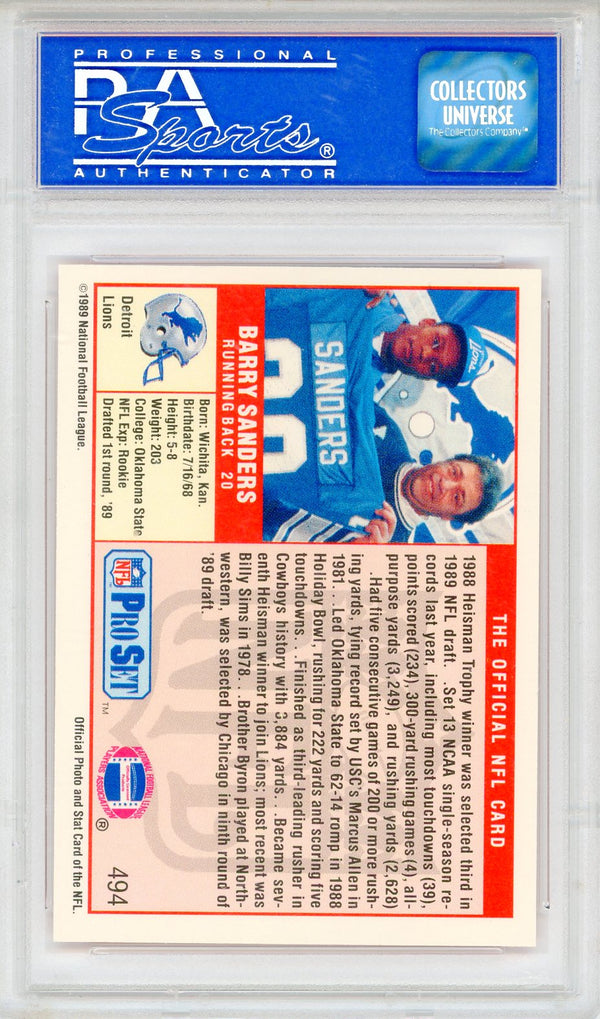 PROFESSIONAL
PSA
Sports®
AUTHENTICATOR
COLLECTORS
UNIVERSE
The Collectors Company℠
SANDERS
Lions
BARRY SANDERS
RUNNING BACK 20
Detroit
Lions
Born: Wichita, Kan.
Birthdate: 7/16/68
Height: 5-8
Weight: 203
College: Oklahoma State
NFL Exp: Rookie
Drafted 1st round, '89
©1989 National Football League.
THE OFFICIAL NFL CARD
1988 Heisman Trophy winner was selected third in
1989 NFL draft. . .Set 13 NCAA single-season re-
cords last year, including most touchdowns (39),
points scored (234), 300-yard rushing games (4), all-
purpose yards (3,249), and rushing yards (2,628)
. .Had five consecutive games of 200 or more rush-
ing yards, tying record set by USC's Marcus Allen in
1981. . .Led Oklahoma State to 62-14 romp in 1988
Holiday Bowl, rushing for 222 yards and scoring five
touchdowns. . .Finished as third-leading rusher in
Cowboys history with 3,884 yards. . .Became sev-
enth Heisman winner to join Lions; most recent was
Billy Sims in 1978. . .Brother Byron played at North-
western, was selected by Chicago in ninth round of
'89 draft.
NFL
PRO SET™
NATIONAL FOOTBALL LEAGUE
PLAYERS ASSOCIATION
®
494
Official Photo and Stat Card of the NFL.